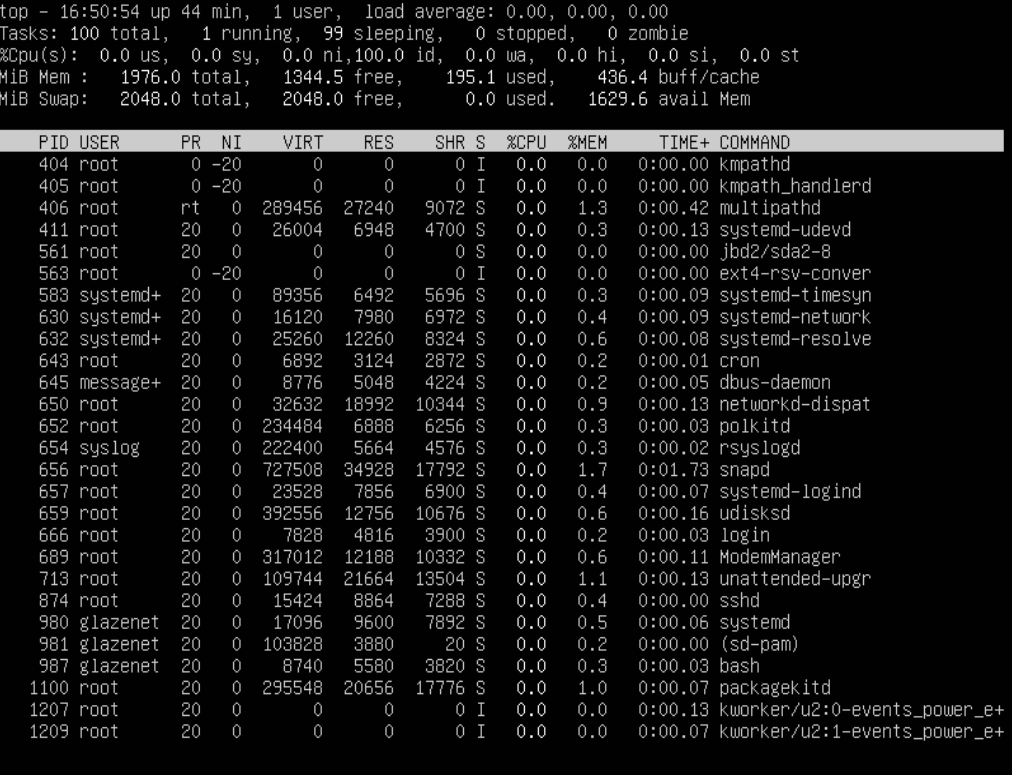 top - 16:50:54 up 44 min,  1 user,  load average: 0.00, 0.00, 0.00
Tasks: 100 total,   1 running,  99 sleeping,   0 stopped,   0 zombie
%Cpu(s):  0.0 us,  0.0 sy,  0.0 ni,100.0 id,  0.0 wa,  0.0 hi,  0.0 si,  0.0 st
MiB Mem :   1976.0 total,   1344.5 free,    195.1 used,    436.4 buff/cache
MiB Swap:   2048.0 total,   2048.0 free,      0.0 used.   1629.6 avail Mem
PID USER      PR  NI    VIRT    RES    SHR S  %CPU  %MEM     TIME+ COMMAND
404 root       0 -20       0      0      0 I   0.0   0.0   0:00.00 kmpathd
405 root       0 -20       0      0      0 I   0.0   0.0   0:00.00 kmpath_handlerd
406 root      rt   0  289456  27240   9072 S   0.0   1.3   0:00.42 multipathd
411 root      20   0   26004   6948   4700 S   0.0   0.3   0:00.13 systemd-udevd
561 root      20   0       0      0      0 S   0.0   0.0   0:00.00 jbd2/sda2-8
563 root       0 -20       0      0      0 I   0.0   0.0   0:00.00 ext4-rsv-conver
583 systemd+  20   0   89356   6492   5696 S   0.0   0.3   0:00.09 systemd-timesyn
630 systemd+  20   0   16120   7980   6972 S   0.0   0.4   0:00.09 systemd-network
632 systemd+  20   0   25260  12260   8324 S   0.0   0.6   0:00.08 systemd-resolve
643 root      20   0    6892   3124   2872 S   0.0   0.2   0:00.01 cron
645 message+  20   0    8776   5048   4224 S   0.0   0.2   0:00.05 dbus-daemon
650 root      20   0   32632  18992  10344 S   0.0   0.9   0:00.13 networkd-dispat
652 root      20   0  234484   6888   6256 S   0.0   0.3   0:00.03 polkitd
654 syslog    20   0  222400   5664   4576 S   0.0   0.3   0:00.02 rsyslogd
656 root      20   0  727508  34928  17792 S   0.0   1.7   0:01.73 snapd
657 root      20   0   23528   7856   6900 S   0.0   0.4   0:00.07 systemd-logind
659 root      20   0  392556  12756  10676 S   0.0   0.6   0:00.16 udisksd
666 root      20   0    7828   4816   3900 S   0.0   0.2   0:00.03 login
689 root      20   0  317012  12188  10332 S   0.0   0.6   0:00.11 ModemManager
713 root      20   0  109744  21664  13504 S   0.0   1.1   0:00.13 unattended-upgr
874 root      20   0   15424   8864   7288 S   0.0   0.4   0:00.00 sshd
980 glazenet  20   0   17096   9600   7892 S   0.0   0.5   0:00.06 systemd
981 glazenet  20   0  103828   3880     20 S   0.0   0.2   0:00.00 (sd-pam)
987 glazenet  20   0    8740   5580   3820 S   0.0   0.3   0:00.03 bash
1100 root      20   0  295548  20656  17776 S   0.0   1.0   0:00.07 packagekitd
1207 root      20   0       0      0      0 I   0.0   0.0   0:00.13 kworker/u2:0-events_power_e+
1209 root      20   0       0      0      0 I   0.0   0.0   0:00.07 kworker/u2:1-events_power_e+